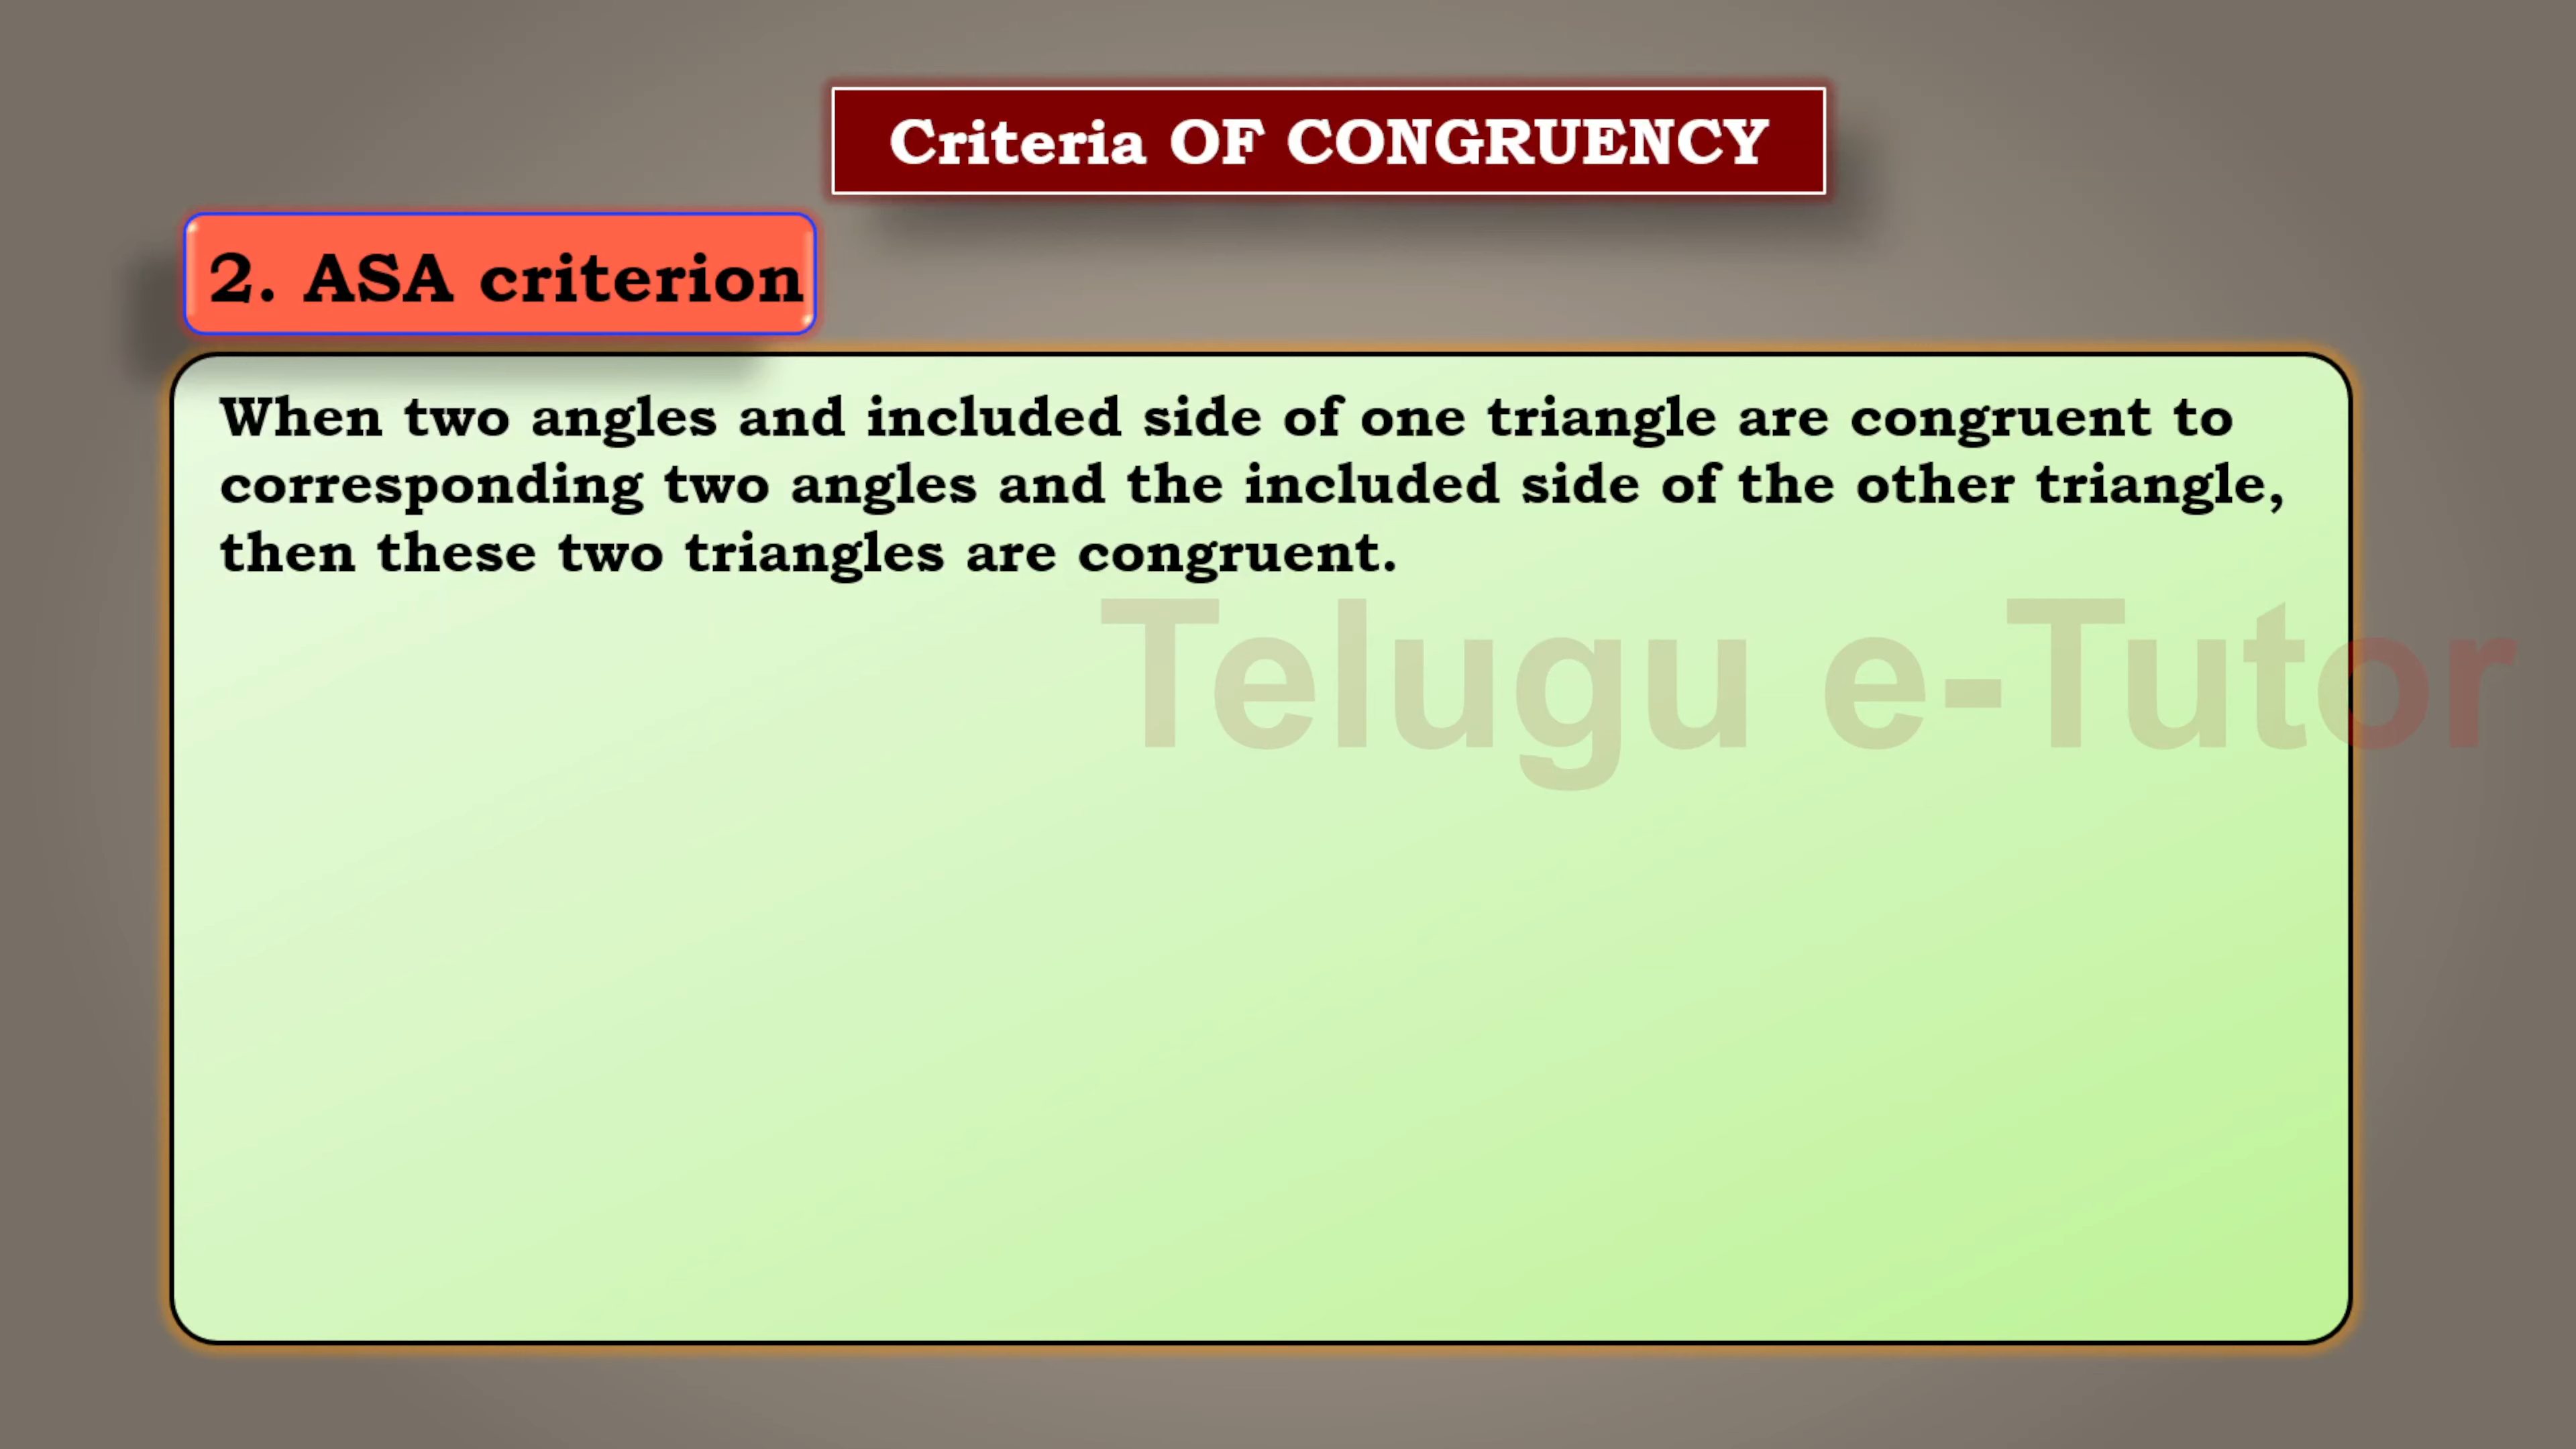 Criteria OF CONGRUENCY
2. ASA criterion
When two angles and included side of one triangle are congruent to
corresponding two angles and the included side of the other triangle,
then these two triangles are congruent.
Telugu e-Tutor